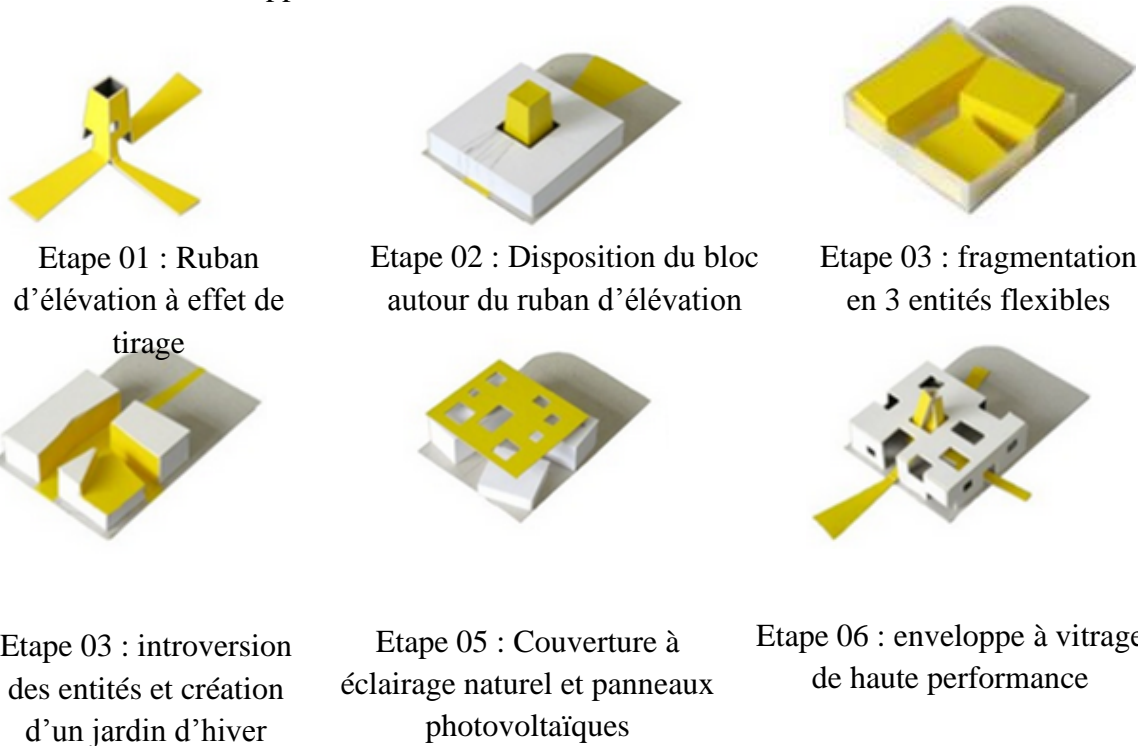 Etape 01 : Ruban
d’élévation à effet de
tirage
Etape 02 : Disposition du bloc
autour du ruban d’élévation
Etape 03 : fragmentation
en 3 entités flexibles
Etape 03 : introversion
des entités et création
d’un jardin d’hiver
Etape 05 : Couverture à
éclairage naturel et panneaux
photovoltaïques
Etape 06 : enveloppe à vitrage
de haute performance